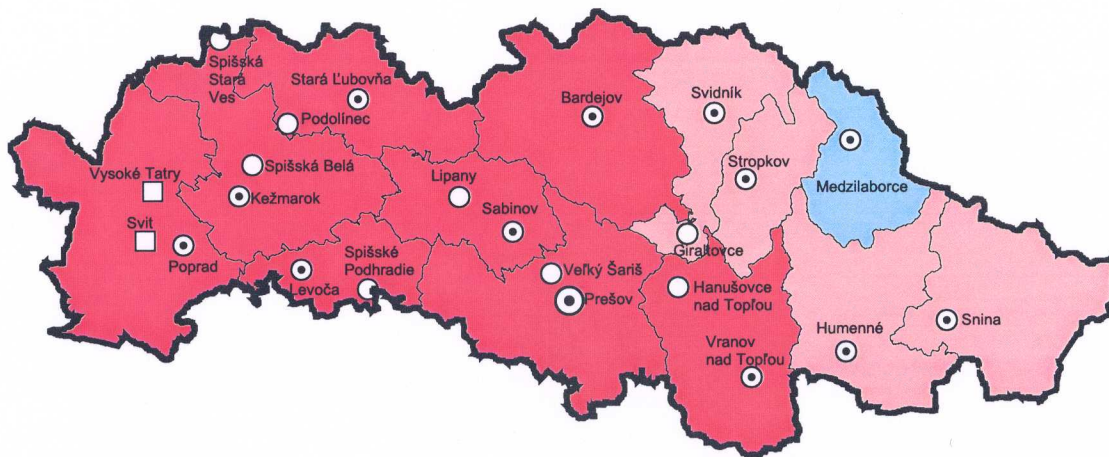 Spišská
Stará
Ves
Stará Ľubovňa
Podolínec
Bardejov
Svidník
Stropkov
Medzilaborce
Vysoké Tatry
Spišská Belá
Kežmarok
Lipany
Sabinov
Svit
Poprad
Levoča
Spišské
Podhradie
Veľký Šariš
Prešov
Giraltovce
Hanušovce
nad Topľou
Vranov
nad Topľou
Humenné
Snina